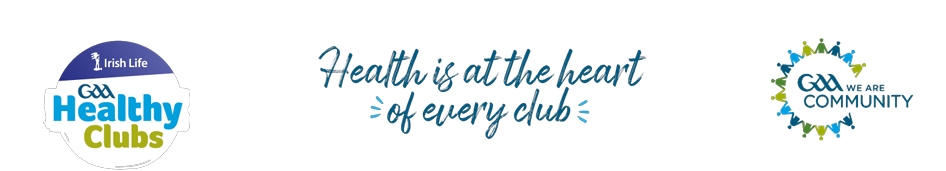 Irish Life
GAA
Healthy
Clubs
Health is at the heart
of every club
GAA WE ARE
COMMUNITY